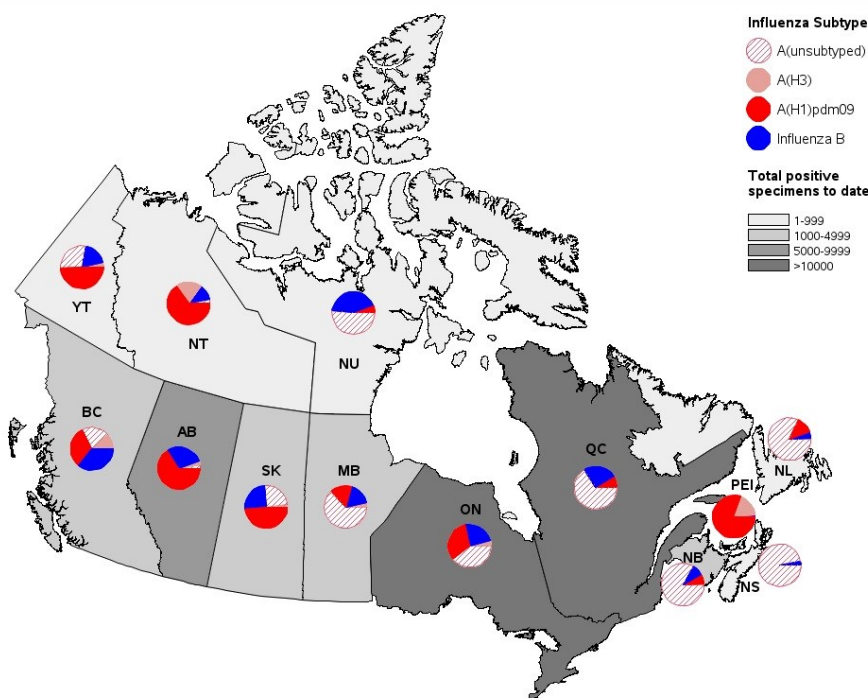 Influenza Subtype
A(unsubtyped)
A(H3)
A(H1)pdm09
Influenza B
Total positive
specimens to date
1-999
1000-4999
5000-9999
>10000
YT
NT
NU
BC
AB
SK
MB
ON
QC
NL
PEI
NB
NS